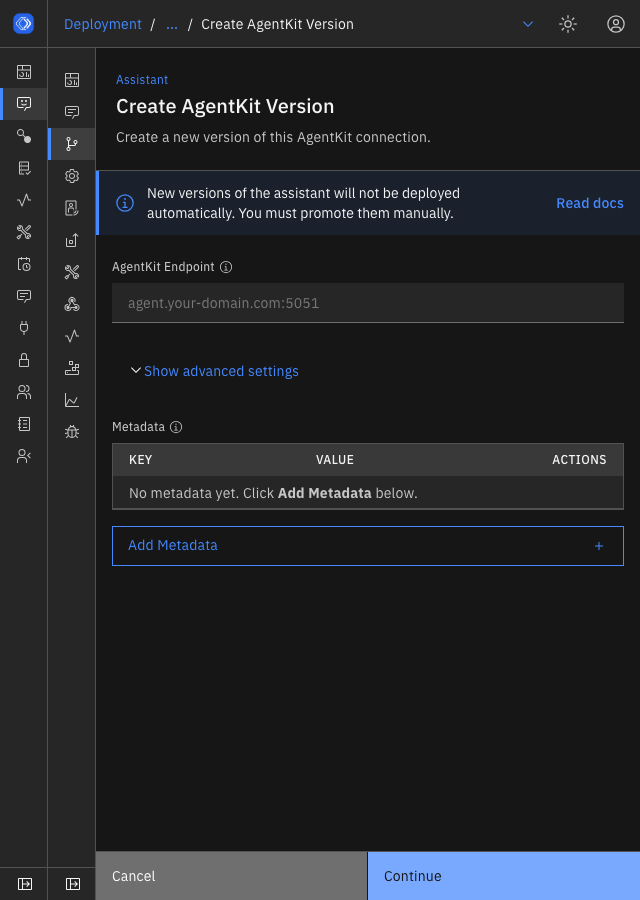 Deployment / ... / Create AgentKit Version
Assistant
Create AgentKit Version
Create a new version of this AgentKit connection.
New versions of the assistant will not be deployed
automatically. You must promote them manually.
Read docs
AgentKit Endpoint
agent.your-domain.com:5051
Show advanced settings
Metadata
KEY VALUE ACTIONS
No metadata yet. Click Add Metadata below.
Add Metadata +
Cancel
Continue